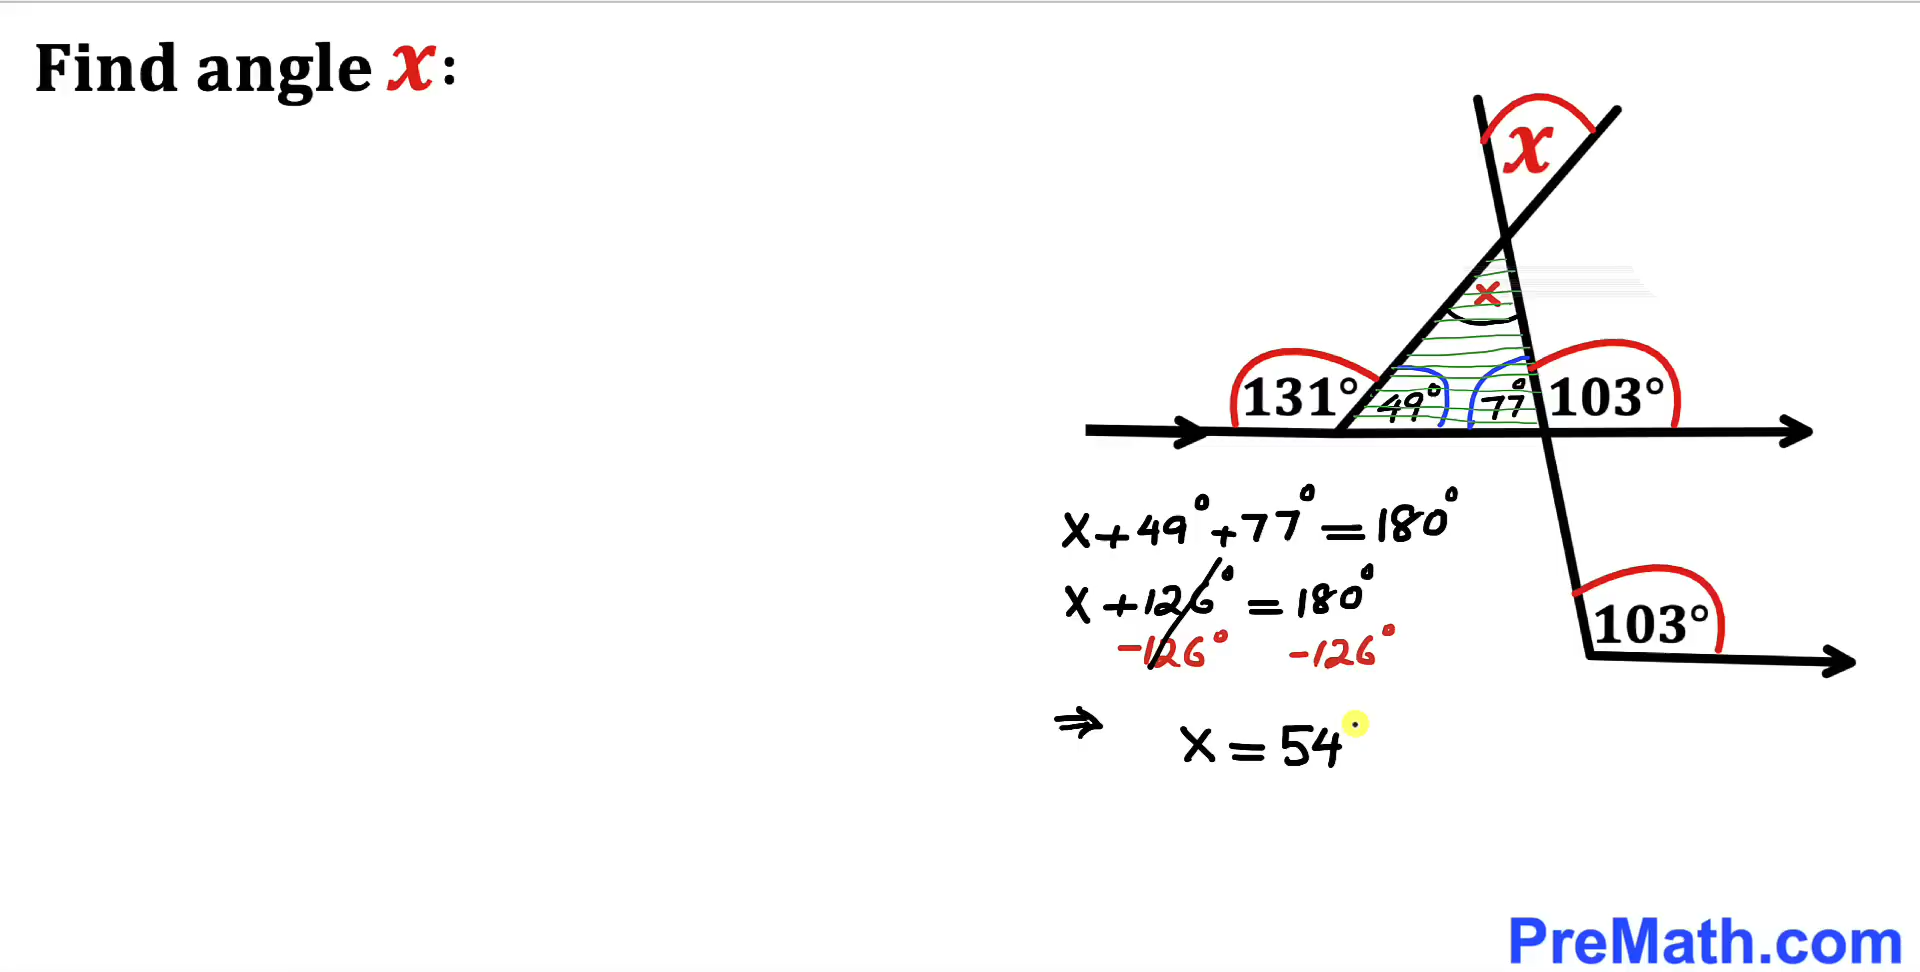 Find angle x:
x
x
131° 49° 77° 103°
x + 49° + 77° = 180°
x + 126° = 180°
-126° -126°
103°
⇒ x = 54°
PreMath.com